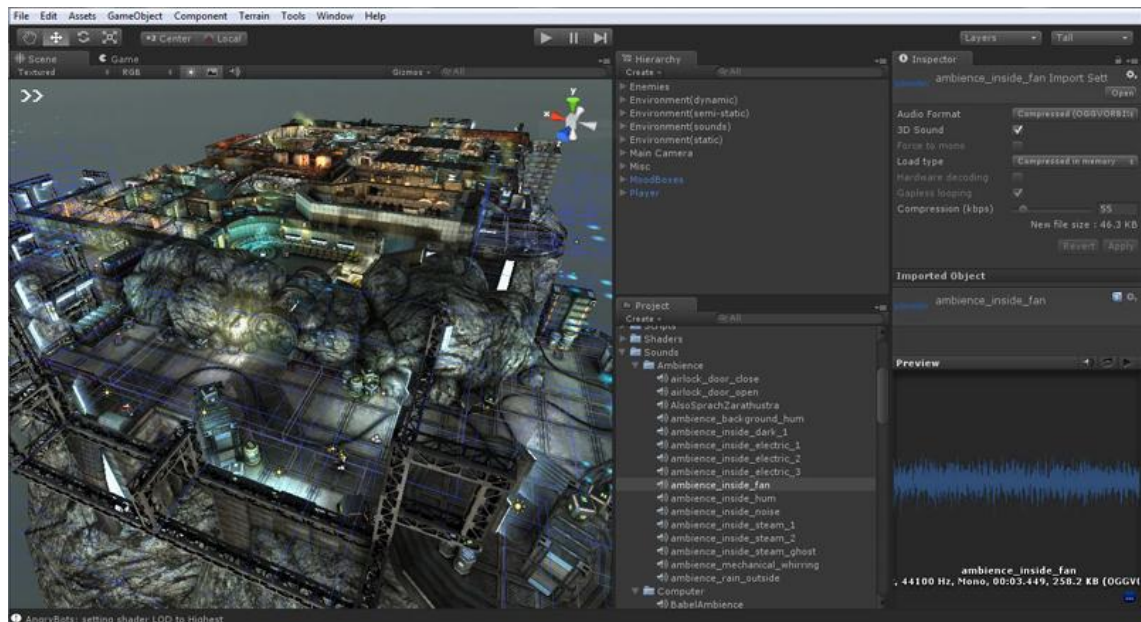 File Edit Assets GameObject Component Terrain Tools Window Help
Center Local
Layers
Tall
Scene Game
Textured RGB Gizmos All
y
x
Hierarchy
Create All
Enemies
Environment(dynamic)
Environment(semi-static)
Environment(sounds)
Environment(static)
Main Camera
Misc
MoodBoxes
Player
Project
Create All
Scripts
Shaders
Sounds
Ambience
airlock_door_close
airlock_door_open
AlsoSprachZarathustra
ambience_background_hum
ambience_inside_dark_1
ambience_inside_electric_1
ambience_inside_electric_2
ambience_inside_electric_3
ambience_inside_fan
ambience_inside_hum
ambience_inside_noise
ambience_inside_steam_1
ambience_inside_steam_2
ambience_inside_steam_ghost
ambience_mechanical_whirring
ambience_rain_outside
Computer
BabelAmbience
Inspector
ambience_inside_fan Import Sett
Open
Audio Format Compressed (OGGVORBIS
3D Sound
Force to mono
Load type Compressed in memory
Hardware decoding
Gapless looping
Compression (kbps) 55
New file size : 46.3 KB
Revert Apply
Imported Object
ambience_inside_fan
Preview
ambience_inside_fan
, 44100 Hz, Mono, 00:03.449, 258.2 KB (OGGVO
AngryBots: setting shader LOD to Highest